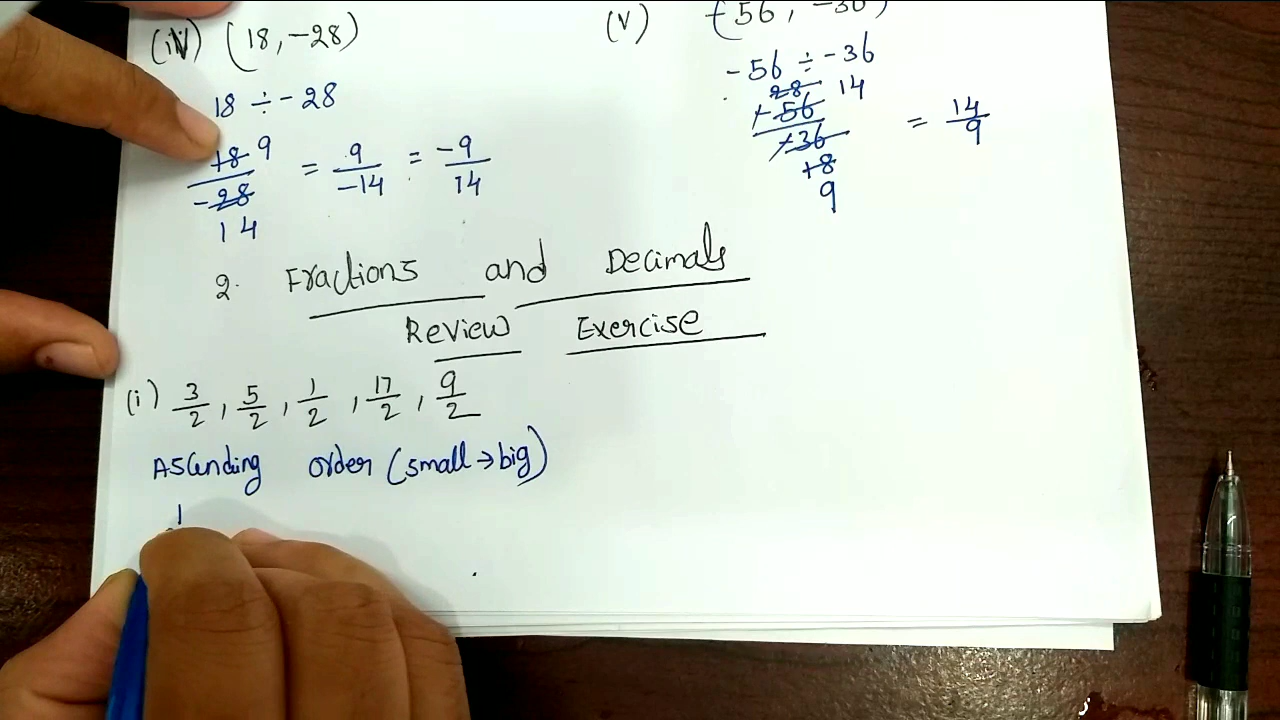 (iv) (18, -28)
18 ÷ -28
18 9
-28
14
= 9/-14 = -9/14
(v) (-56, -36)
-56 ÷ -36
28 14
-56
-36
18
9
= 14/9
2. Fractions and Decimals
Review Exercise
(i) 3/2, 5/2, 1/2, 17/2, 9/2
Ascending order (small → big)
1